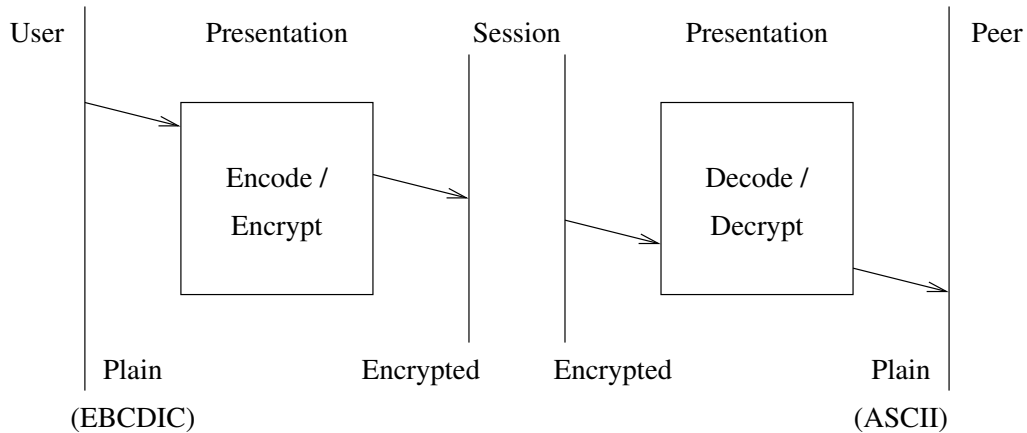 User Presentation Session Presentation Peer
Encode /
Encrypt
Decode /
Decrypt
Plain Encrypted Encrypted Plain
(EBCDIC) (ASCII)